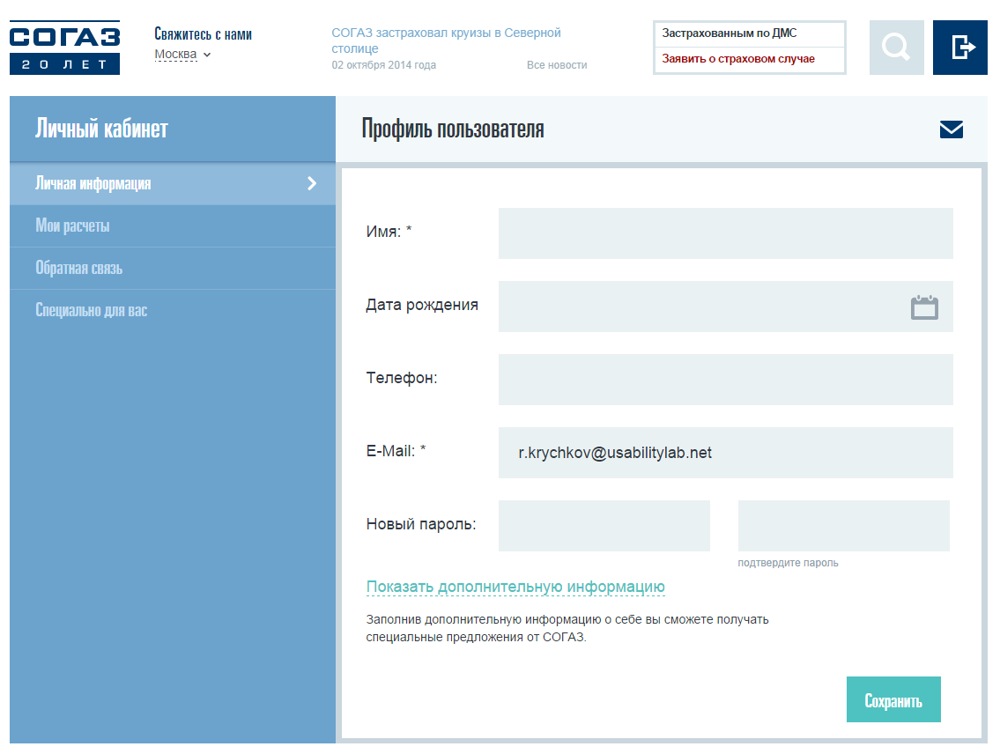 СОГАЗ
20 ЛЕТ
Свяжитесь с нами
Москва
СОГАЗ застраховал круизы в Северной
столице
02 октября 2014 года
Все новости
Застрахованным по ДМС
Заявить о страховом случае
Личный кабинет
Личная информация
Мои расчеты
Обратная связь
Специально для вас
Профиль пользователя
Имя: *
Дата рождения
Телефон:
E-Mail: *
r.krychkov@usabilitylab.net
Новый пароль:
подтвердите пароль
Показать дополнительную информацию
Заполнив дополнительную информацию о себе вы сможете получать
специальные предложения от СОГАЗ.
Сохранить